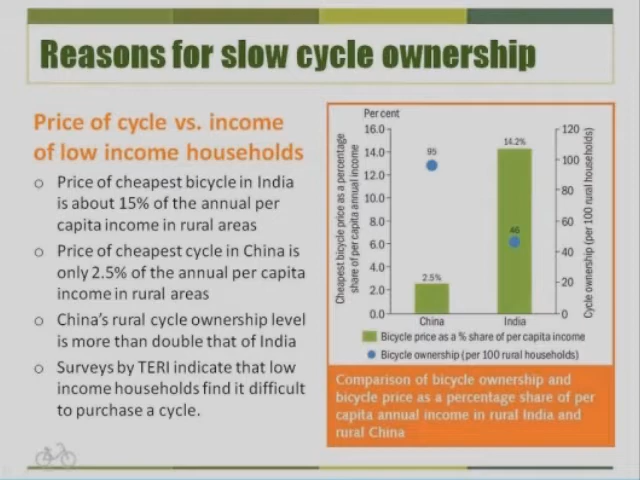 Reasons for slow cycle ownership
Price of cycle vs. income
of low income households
o Price of cheapest bicycle in India
is about 15% of the annual per
capita income in rural areas
o Price of cheapest cycle in China is
only 2.5% of the annual per capita
income in rural areas
o China's rural cycle ownership level
is more than double that of India
o Surveys by TERI indicate that low
income households find it difficult
to purchase a cycle.
Per cent
Cheapest bicycle price as a percentage
share of per capita annual income
16.0
14.0
12.0
10.0
8.0
6.0
4.0
2.0
0.0
95
2.5%
14.2%
46
China
India
120
100
80
60
40
20
0
Cycle ownership (per 100 rural households)
Bicycle price as a % share of per capita income
Bicycle ownership (per 100 rural households)
Comparison of bicycle ownership and
bicycle price as a percentage share of per
capita annual income in rural India and
rural China